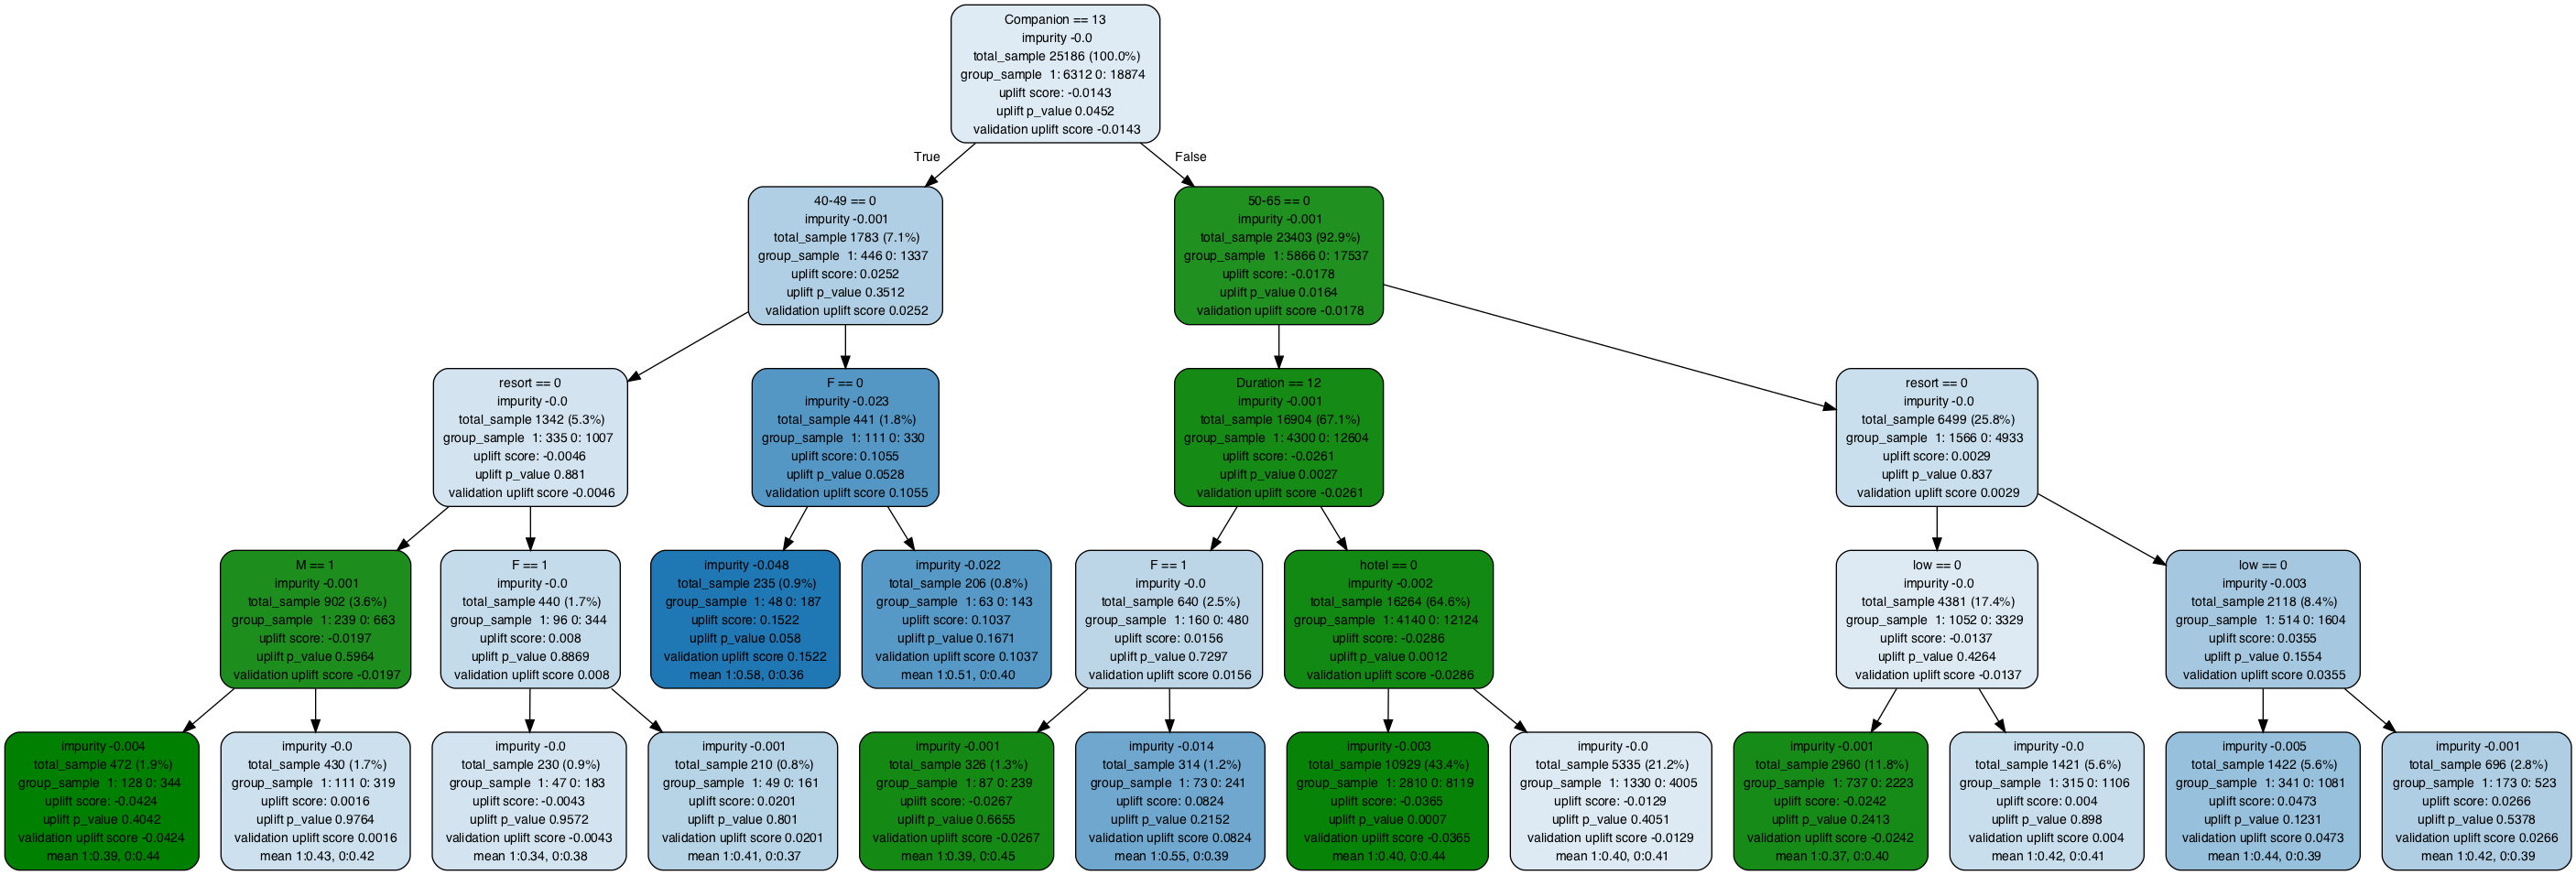 Companion == 13
impurity -0.0
total_sample 25186 (100.0%)
group_sample 1: 6312 0: 18874
uplift score: -0.0143
uplift p_value 0.0452
validation uplift score -0.0143
True
False
40-49 == 0
impurity -0.001
total_sample 1783 (7.1%)
group_sample 1: 446 0: 1337
uplift score: 0.0252
uplift p_value 0.3512
validation uplift score 0.0252
50-65 == 0
impurity -0.001
total_sample 23403 (92.9%)
group_sample 1: 5866 0: 17537
uplift score: -0.0178
uplift p_value 0.0164
validation uplift score -0.0178
resort == 0
impurity -0.0
total_sample 1342 (5.3%)
group_sample 1: 335 0: 1007
uplift score: -0.0046
uplift p_value 0.881
validation uplift score -0.0046
F == 0
impurity -0.023
total_sample 441 (1.8%)
group_sample 1: 111 0: 330
uplift score: 0.1055
uplift p_value 0.0528
validation uplift score 0.1055
Duration == 12
impurity -0.001
total_sample 16904 (67.1%)
group_sample 1: 4300 0: 12604
uplift score: -0.0261
uplift p_value 0.0027
validation uplift score -0.0261
resort == 0
impurity -0.0
total_sample 6499 (25.8%)
group_sample 1: 1566 0: 4933
uplift score: 0.0029
uplift p_value 0.837
validation uplift score 0.0029
M == 1
impurity -0.001
total_sample 902 (3.6%)
group_sample 1: 239 0: 663
uplift score: -0.0197
uplift p_value 0.5964
validation uplift score -0.0197
F == 1
impurity -0.0
total_sample 440 (1.7%)
group_sample 1: 96 0: 344
uplift score: 0.008
uplift p_value 0.8869
validation uplift score 0.008
impurity -0.048
total_sample 235 (0.9%)
group_sample 1: 48 0: 187
uplift score: 0.1522
uplift p_value 0.058
validation uplift score 0.1522
mean 1:0.58, 0:0.36
impurity -0.022
total_sample 206 (0.8%)
group_sample 1: 63 0: 143
uplift score: 0.1037
uplift p_value 0.1671
validation uplift score 0.1037
mean 1:0.51, 0:0.40
F == 1
impurity -0.0
total_sample 640 (2.5%)
group_sample 1: 160 0: 480
uplift score: 0.0156
uplift p_value 0.7297
validation uplift score 0.0156
hotel == 0
impurity -0.002
total_sample 16264 (64.6%)
group_sample 1: 4140 0: 12124
uplift score: -0.0286
uplift p_value 0.0012
validation uplift score -0.0286
low == 0
impurity -0.0
total_sample 4381 (17.4%)
group_sample 1: 1052 0: 3329
uplift score: -0.0137
uplift p_value 0.4264
validation uplift score -0.0137
low == 0
impurity -0.003
total_sample 2118 (8.4%)
group_sample 1: 514 0: 1604
uplift score: 0.0355
uplift p_value 0.1554
validation uplift score 0.0355
impurity -0.004
total_sample 472 (1.9%)
group_sample 1: 128 0: 344
uplift score: -0.0424
uplift p_value 0.4042
validation uplift score -0.0424
mean 1:0.39, 0:0.44
impurity -0.0
total_sample 430 (1.7%)
group_sample 1: 111 0: 319
uplift score: 0.0016
uplift p_value 0.9764
validation uplift score 0.0016
mean 1:0.43, 0:0.42
impurity -0.0
total_sample 230 (0.9%)
group_sample 1: 47 0: 183
uplift score: -0.0043
uplift p_value 0.9572
validation uplift score -0.0043
mean 1:0.34, 0:0.38
impurity -0.001
total_sample 210 (0.8%)
group_sample 1: 49 0: 161
uplift score: 0.0201
uplift p_value 0.801
validation uplift score 0.0201
mean 1:0.41, 0:0.37
impurity -0.001
total_sample 326 (1.3%)
group_sample 1: 87 0: 239
uplift score: -0.0267
uplift p_value 0.6655
validation uplift score -0.0267
mean 1:0.39, 0:0.45
impurity -0.014
total_sample 314 (1.2%)
group_sample 1: 73 0: 241
uplift score: 0.0824
uplift p_value 0.2152
validation uplift score 0.0824
mean 1:0.55, 0:0.39
impurity -0.003
total_sample 10929 (43.4%)
group_sample 1: 2810 0: 8119
uplift score: -0.0365
uplift p_value 0.0007
validation uplift score -0.0365
mean 1:0.40, 0:0.44
impurity -0.0
total_sample 5335 (21.2%)
group_sample 1: 1330 0: 4005
uplift score: -0.0129
uplift p_value 0.4051
validation uplift score -0.0129
mean 1:0.40, 0:0.41
impurity -0.001
total_sample 2960 (11.8%)
group_sample 1: 737 0: 2223
uplift score: -0.0242
uplift p_value 0.2413
validation uplift score -0.0242
mean 1:0.37, 0:0.40
impurity -0.0
total_sample 1421 (5.6%)
group_sample 1: 315 0: 1106
uplift score: 0.004
uplift p_value 0.898
validation uplift score 0.004
mean 1:0.42, 0:0.41
impurity -0.005
total_sample 1422 (5.6%)
group_sample 1: 341 0: 1081
uplift score: 0.0473
uplift p_value 0.1231
validation uplift score 0.0473
mean 1:0.44, 0:0.39
impurity -0.001
total_sample 696 (2.8%)
group_sample 1: 173 0: 523
uplift score: 0.0266
uplift p_value 0.5378
validation uplift score 0.0266
mean 1:0.42, 0:0.39